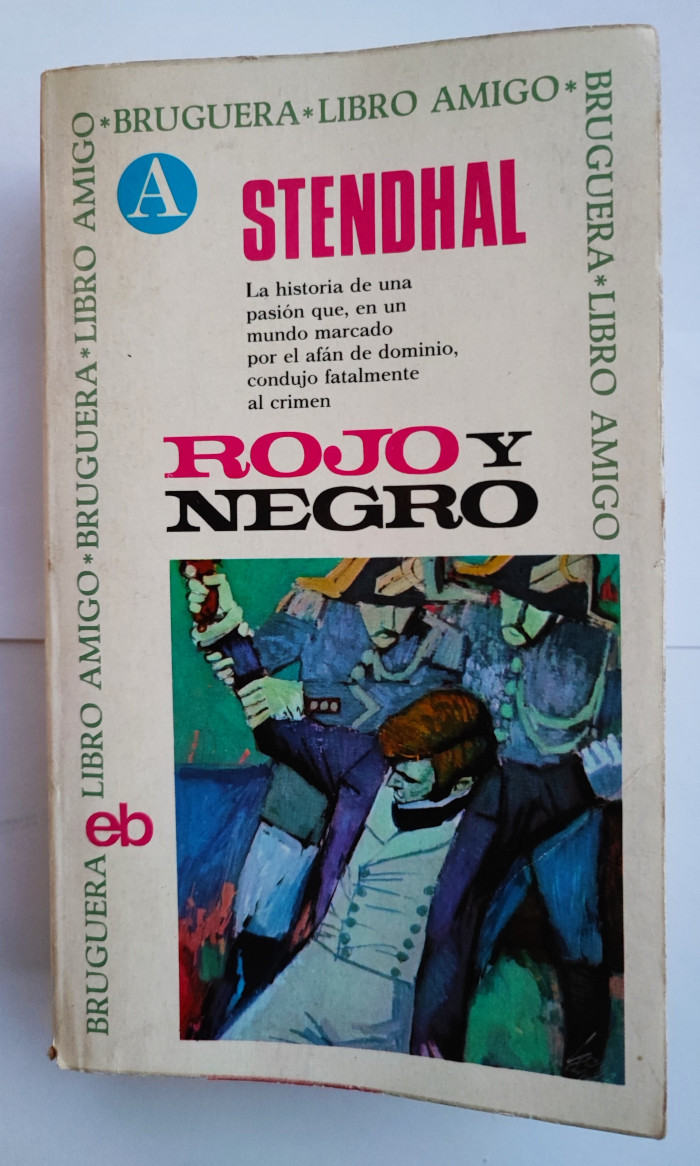 *BRUGUERA*LIBRO AMIGO*
BRUGUERA*LIBRO AMIGO
BRUGUERA LIBRO AMIGO*BRUGUERA*LIBRO AMIGO
A
STENDHAL
La historia de una
pasión que, en un
mundo marcado
por el afán de dominio,
condujo fatalmente
al crimen
ROJO Y
NEGRO
eb